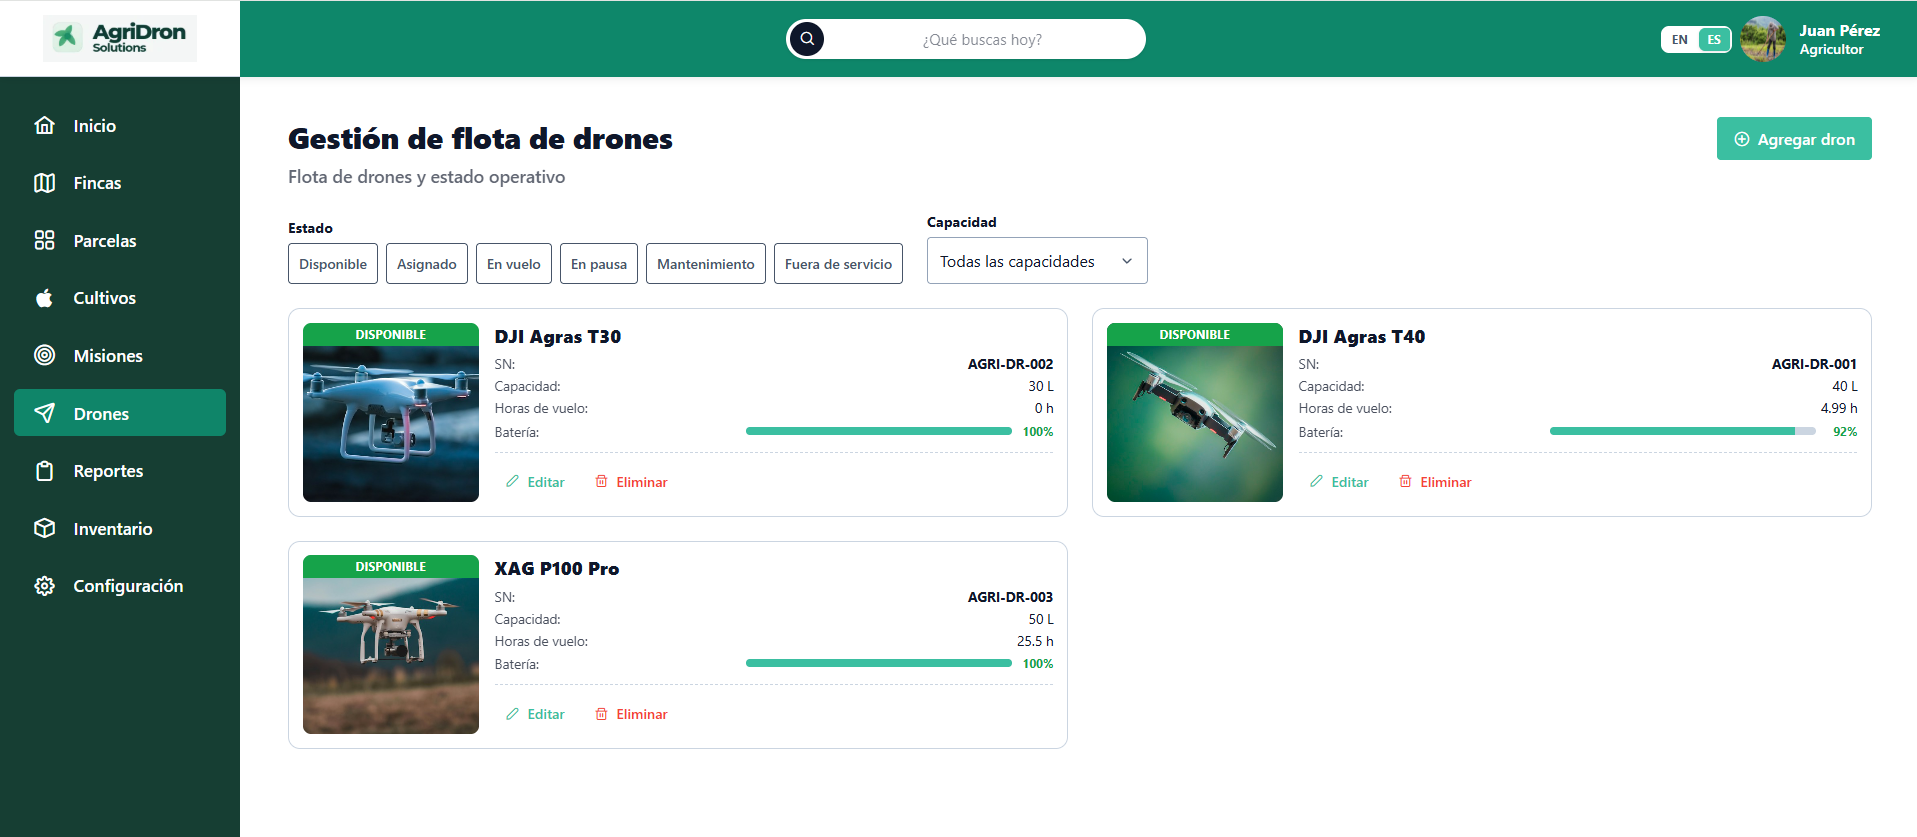 AgriDron
Solutions
¿Qué buscas hoy?
EN ES
Juan Pérez
Agricultor
Inicio
Fincas
Parcelas
Cultivos
Misiones
Drones
Reportes
Inventario
Configuración
Gestión de flota de drones
Flota de drones y estado operativo
Agregar dron
Estado
Disponible Asignado En vuelo En pausa Mantenimiento Fuera de servicio
Capacidad
Todas las capacidades
DISPONIBLE
DJI Agras T30
SN: AGRI-DR-002
Capacidad: 30 L
Horas de vuelo: 0 h
Batería: 100%
Editar Eliminar
DISPONIBLE
DJI Agras T40
SN: AGRI-DR-001
Capacidad: 40 L
Horas de vuelo: 4.99 h
Batería: 92%
Editar Eliminar
DISPONIBLE
XAG P100 Pro
SN: AGRI-DR-003
Capacidad: 50 L
Horas de vuelo: 25.5 h
Batería: 100%
Editar Eliminar